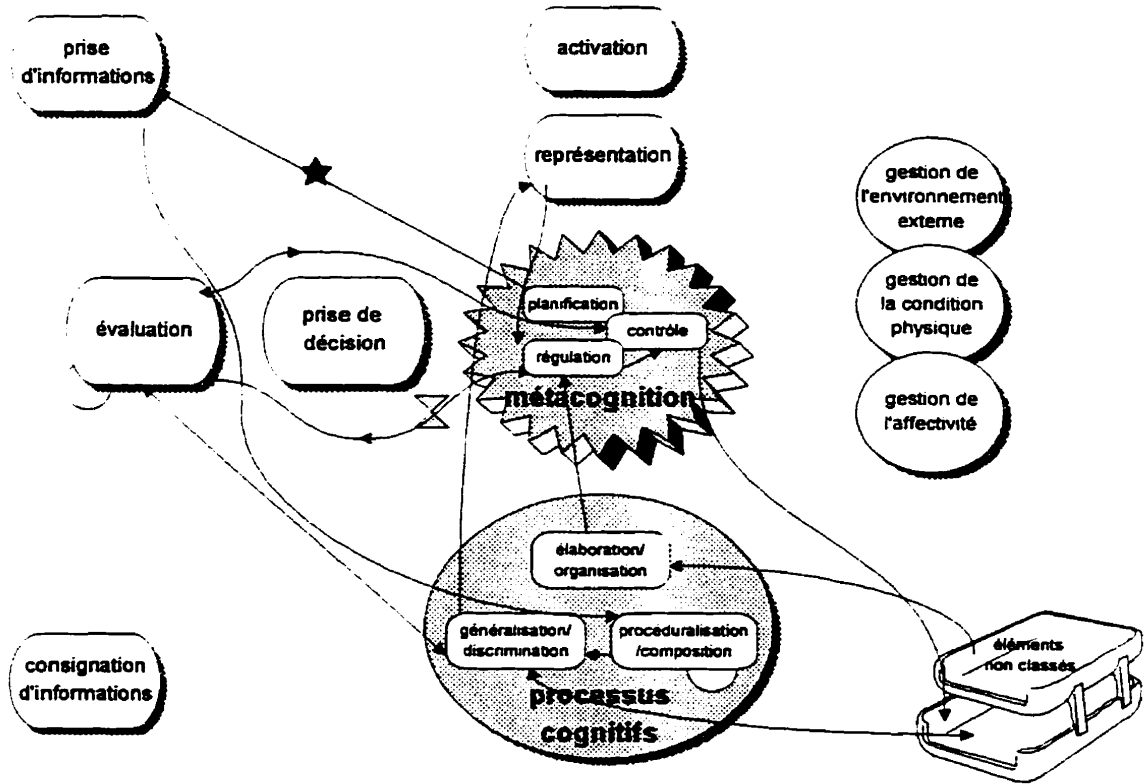 prise
d'informations
activation
représentation
gestion de
l'environnement
externe
gestion de
la condition
physique
gestion de
l'affectivité
évaluation
prise de
décision
planification
contrôle
régulation
métacognition
élaboration/
organisation
généralisation/
discrimination
procéduralisation
/composition
processus
cognitifs
éléments
non classés
consignation
d'informations